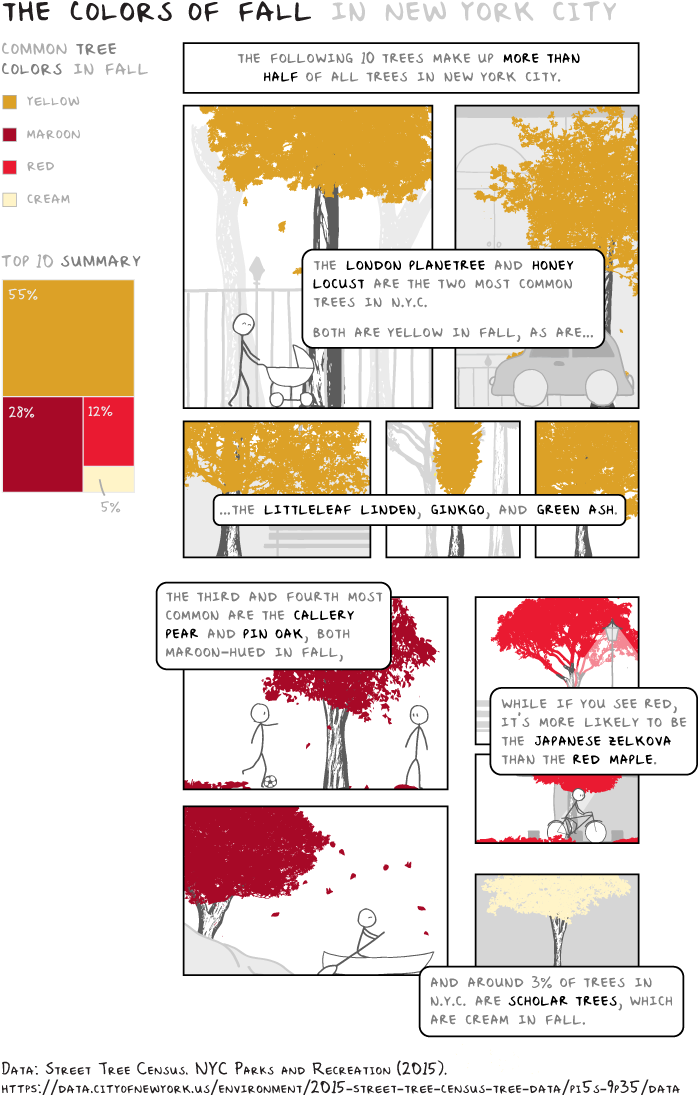 THE COLORS OF FALL IN NEW YORK CITY
COMMON TREE
COLORS IN FALL
YELLOW
MAROON
RED
CREAM
TOP 10 SUMMARY
55%
28%
12%
5%
THE FOLLOWING 10 TREES MAKE UP MORE THAN
HALF OF ALL TREES IN NEW YORK CITY.
THE LONDON PLANETREE AND HONEY
LOCUST ARE THE TWO MOST COMMON
TREES IN N.Y.C.
BOTH ARE YELLOW IN FALL, AS ARE...
...THE LITTLELEAF LINDEN, GINKGO, AND GREEN ASH.
THE THIRD AND FOURTH MOST
COMMON ARE THE CALLERY
PEAR AND PIN OAK, BOTH
MAROON-HUED IN FALL,
WHILE IF YOU SEE RED,
IT'S MORE LIKELY TO BE
THE JAPANESE ZELKOVA
THAN THE RED MAPLE.
AND AROUND 3% OF TREES IN
N.Y.C. ARE SCHOLAR TREES, WHICH
ARE CREAM IN FALL.
DATA: STREET TREE CENSUS. NYC PARKS AND RECREATION (2015).
HTTPS://DATA.CITYOFNEWYORK.US/ENVIRONMENT/2015-STREET-TREE-CENSUS-TREE-DATA/PI5S-9P35/DATA